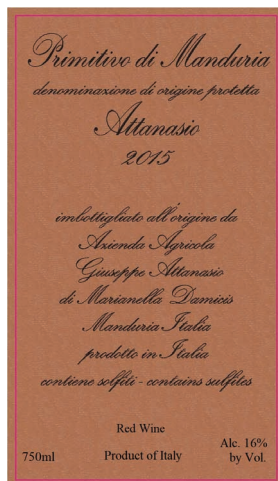 Primitivo di Manduria
denominazione di origine protetta
Attanasio
2015
imbottigliato all'origine da
Azienda Agricola
Giuseppe Attanasio
di Marianella Damicis
Manduria Italia
prodotto in Italia
contiene solfiti - contains sulfites
Red Wine
750ml Product of Italy Alc. 16%
by Vol.